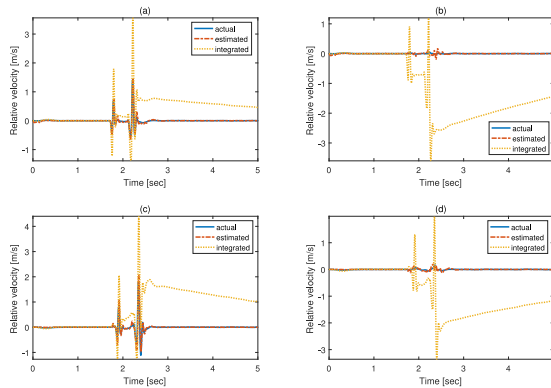 (a)
Relative velocity [m/s]
3
2
1
0
-1
actual
estimated
integrated
0 1 2 3 4 5
Time [sec]
(b)
Relative velocity [m/s]
1
0
-1
-2
-3
actual
estimated
integrated
0 1 2 3 4
Time [sec]
(c)
Relative velocity [m/s]
4
3
2
1
0
-1
actual
estimated
integrated
0 1 2 3 4 5
Time [sec]
(d)
Relative velocity [m/s]
2
1
0
-1
-2
-3
actual
estimated
integrated
0 1 2 3 4
Time [sec]